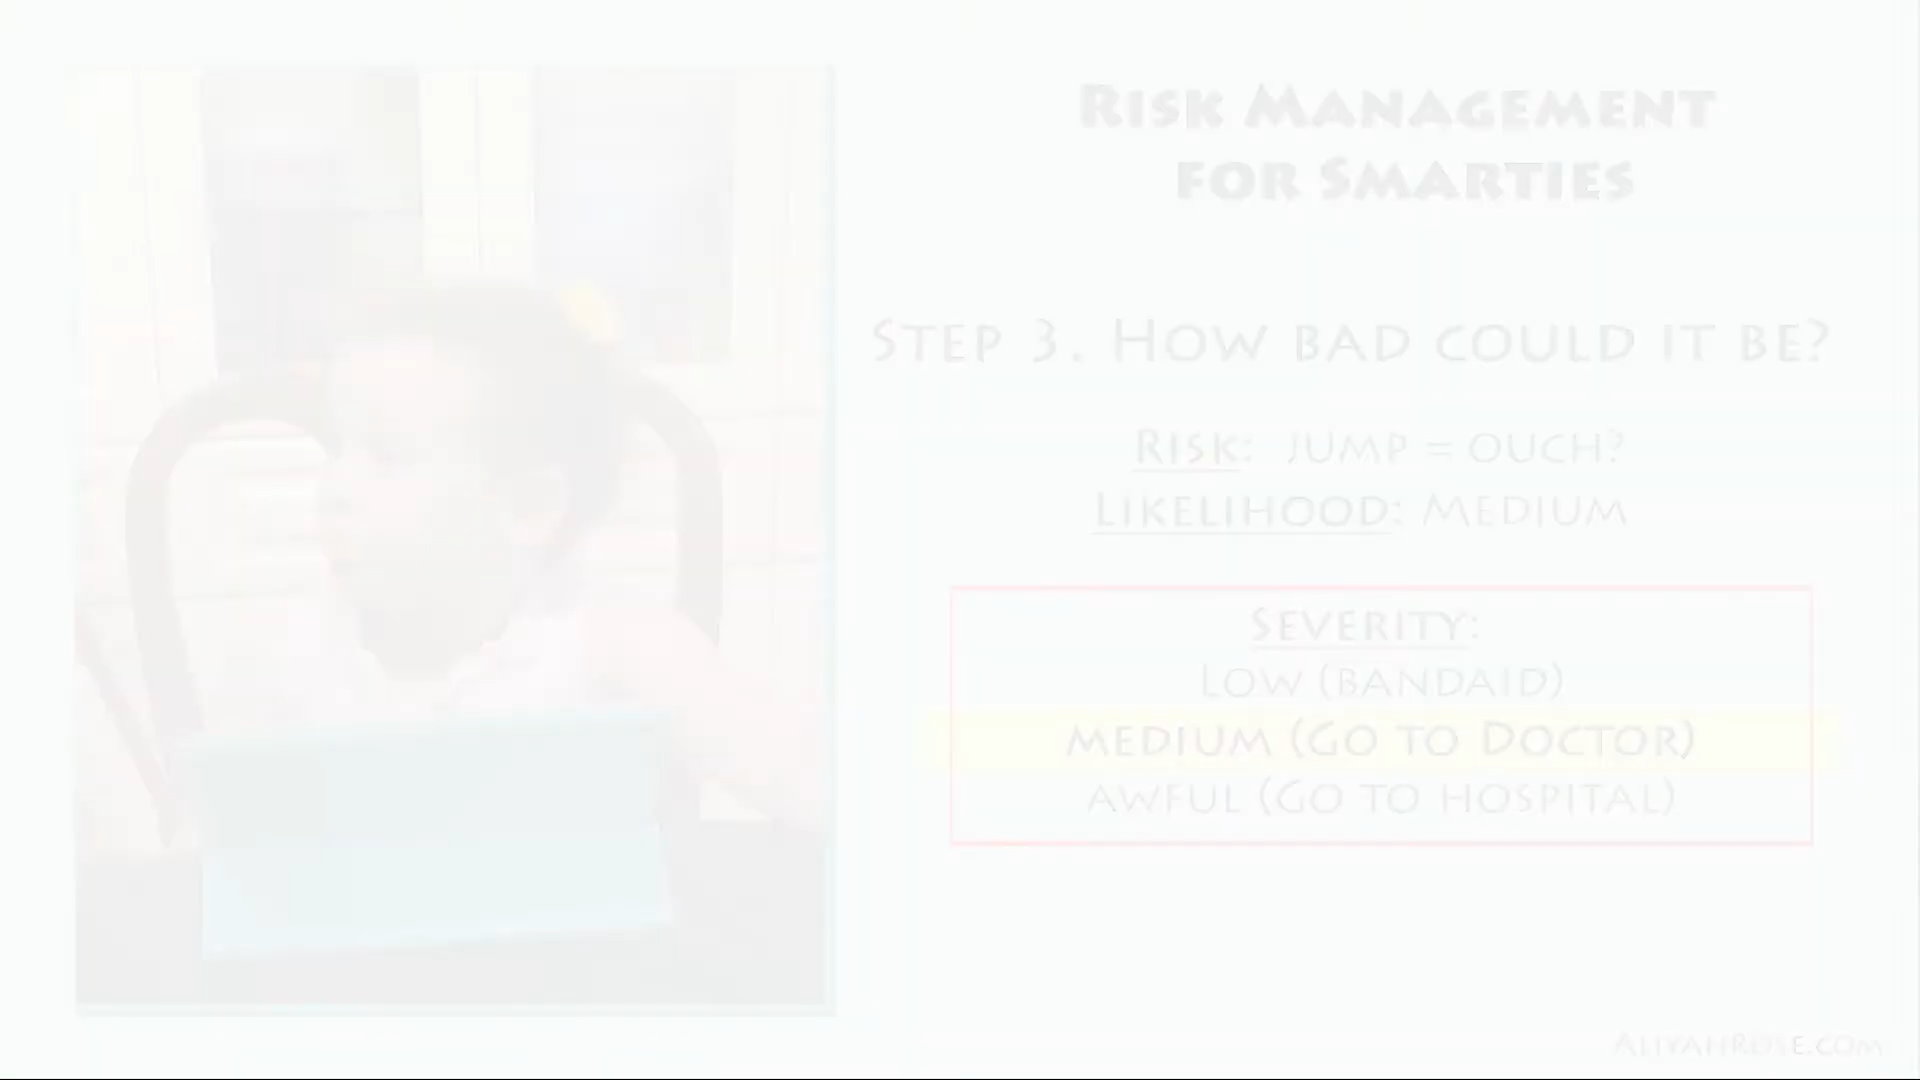 RISK MANAGEMENT
FOR SMARTIES
STEP 3. HOW BAD COULD IT BE?
RISK: JUMP = OUCH?
LIKELIHOOD: MEDIUM
SEVERITY:
LOW (BANDAID)
MEDIUM (GO TO DOCTOR)
AWFUL (GO TO HOSPITAL)
ALIYAHROSE.COM